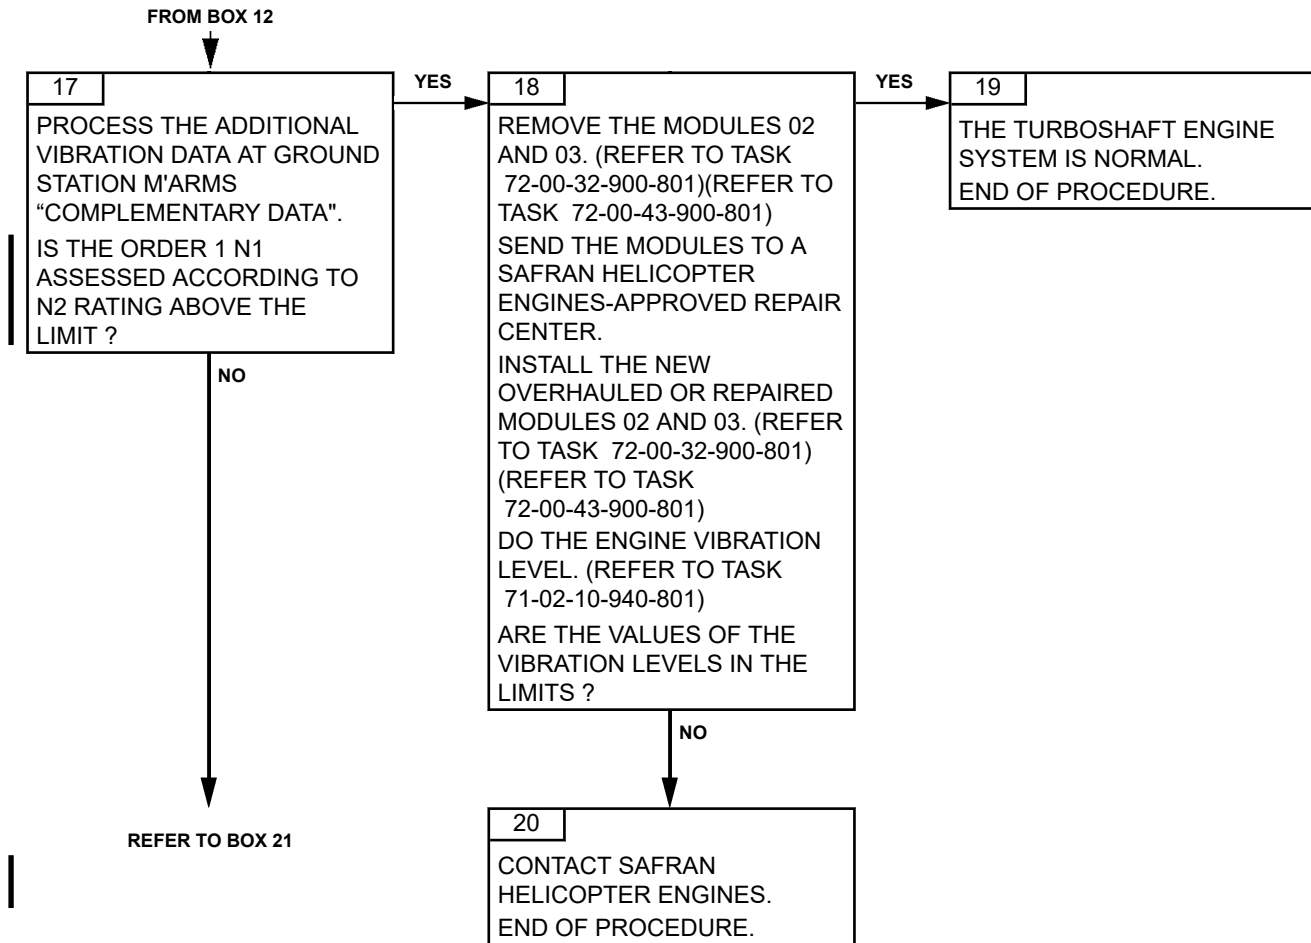 FROM BOX 12
17
PROCESS THE ADDITIONAL
VIBRATION DATA AT GROUND
STATION M'ARMS
“COMPLEMENTARY DATA".
IS THE ORDER 1 N1
ASSESSED ACCORDING TO
N2 RATING ABOVE THE
LIMIT ?
YES
NO
18
REMOVE THE MODULES 02
AND 03. (REFER TO TASK
72-00-32-900-801)(REFER TO
TASK 72-00-43-900-801)
SEND THE MODULES TO A
SAFRAN HELICOPTER
ENGINES-APPROVED REPAIR
CENTER.
INSTALL THE NEW
OVERHAULED OR REPAIRED
MODULES 02 AND 03. (REFER
TO TASK 72-00-32-900-801)
(REFER TO TASK
72-00-43-900-801)
DO THE ENGINE VIBRATION
LEVEL. (REFER TO TASK
71-02-10-940-801)
ARE THE VALUES OF THE
VIBRATION LEVELS IN THE
LIMITS ?
YES
NO
19
THE TURBOSHAFT ENGINE
SYSTEM IS NORMAL.
END OF PROCEDURE.
REFER TO BOX 21
20
CONTACT SAFRAN
HELICOPTER ENGINES.
END OF PROCEDURE.